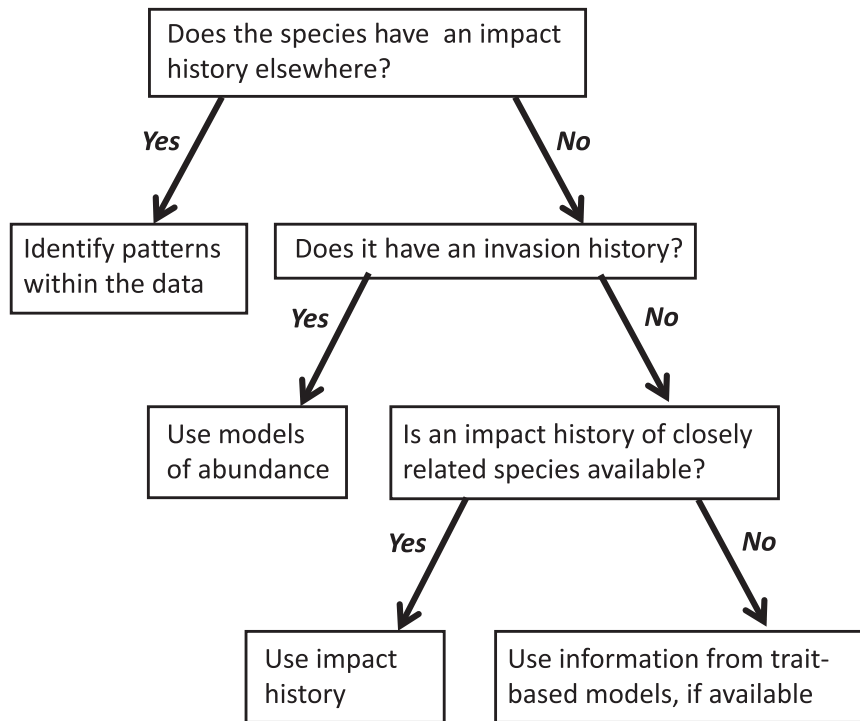 Does the species have an impact
history elsewhere?
Yes
No
Identify patterns
within the data
Does it have an invasion history?
Yes
No
Use models
of abundance
Is an impact history of closely
related species available?
Yes
No
Use impact
history
Use information from trait-
based models, if available